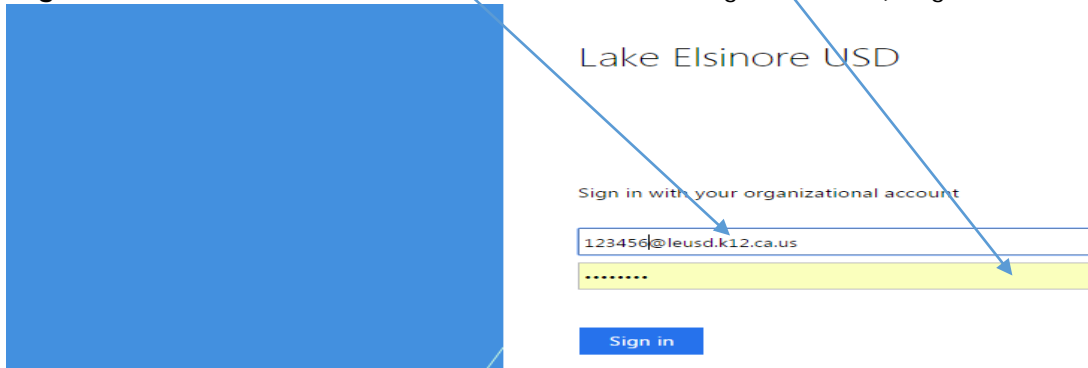 Lake Elsinore USD
Sign in with your organizational account
123456@leusd.k12.ca.us
••••••••
Sign in